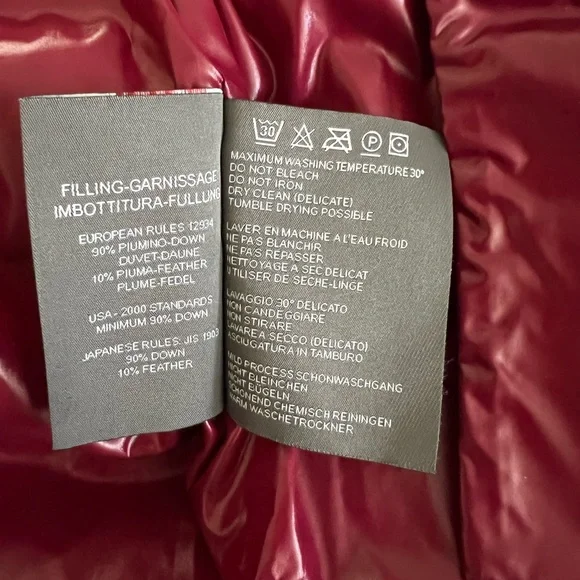 FILLING-GARNISSAGE
IMBOTTITURA-FULLUNG
EUROPEAN RULES 12934
90% PIUMINO-DOWN
DUVET-DAUNE
10% PIUMA-FEATHER
PLUME-FEDEL
USA - 2000 STANDARDS
MINIMUM 90% DOWN
JAPANESE RULES: JIS 1903
90% DOWN
10% FEATHER
30 P
MAXIMUM WASHING TEMPERATURE 30°
DO NOT BLEACH
DO NOT IRON
DRY CLEAN (DELICATE)
TUMBLE DRYING POSSIBLE
LAVER EN MACHINE A L'EAU FROID
NE PAS BLANCHIR
NE PAS REPASSER
NETTOYAGE A SEC DELICAT
UTILISER DE SECHE-LINGE
LAVAGGIO 30° DELICATO
NON CANDEGGIARE
NON STIRARE
LAVARE A SECCO (DELICATO)
ASCIUGATURA IN TAMBURO
MILD PROCESS SCHONWASCHGANG
NICHT BLEINCHEN
NICHT BÜGELN
SCHONEND CHEMISCH REININGEN
WARM WASCHETROCKNER